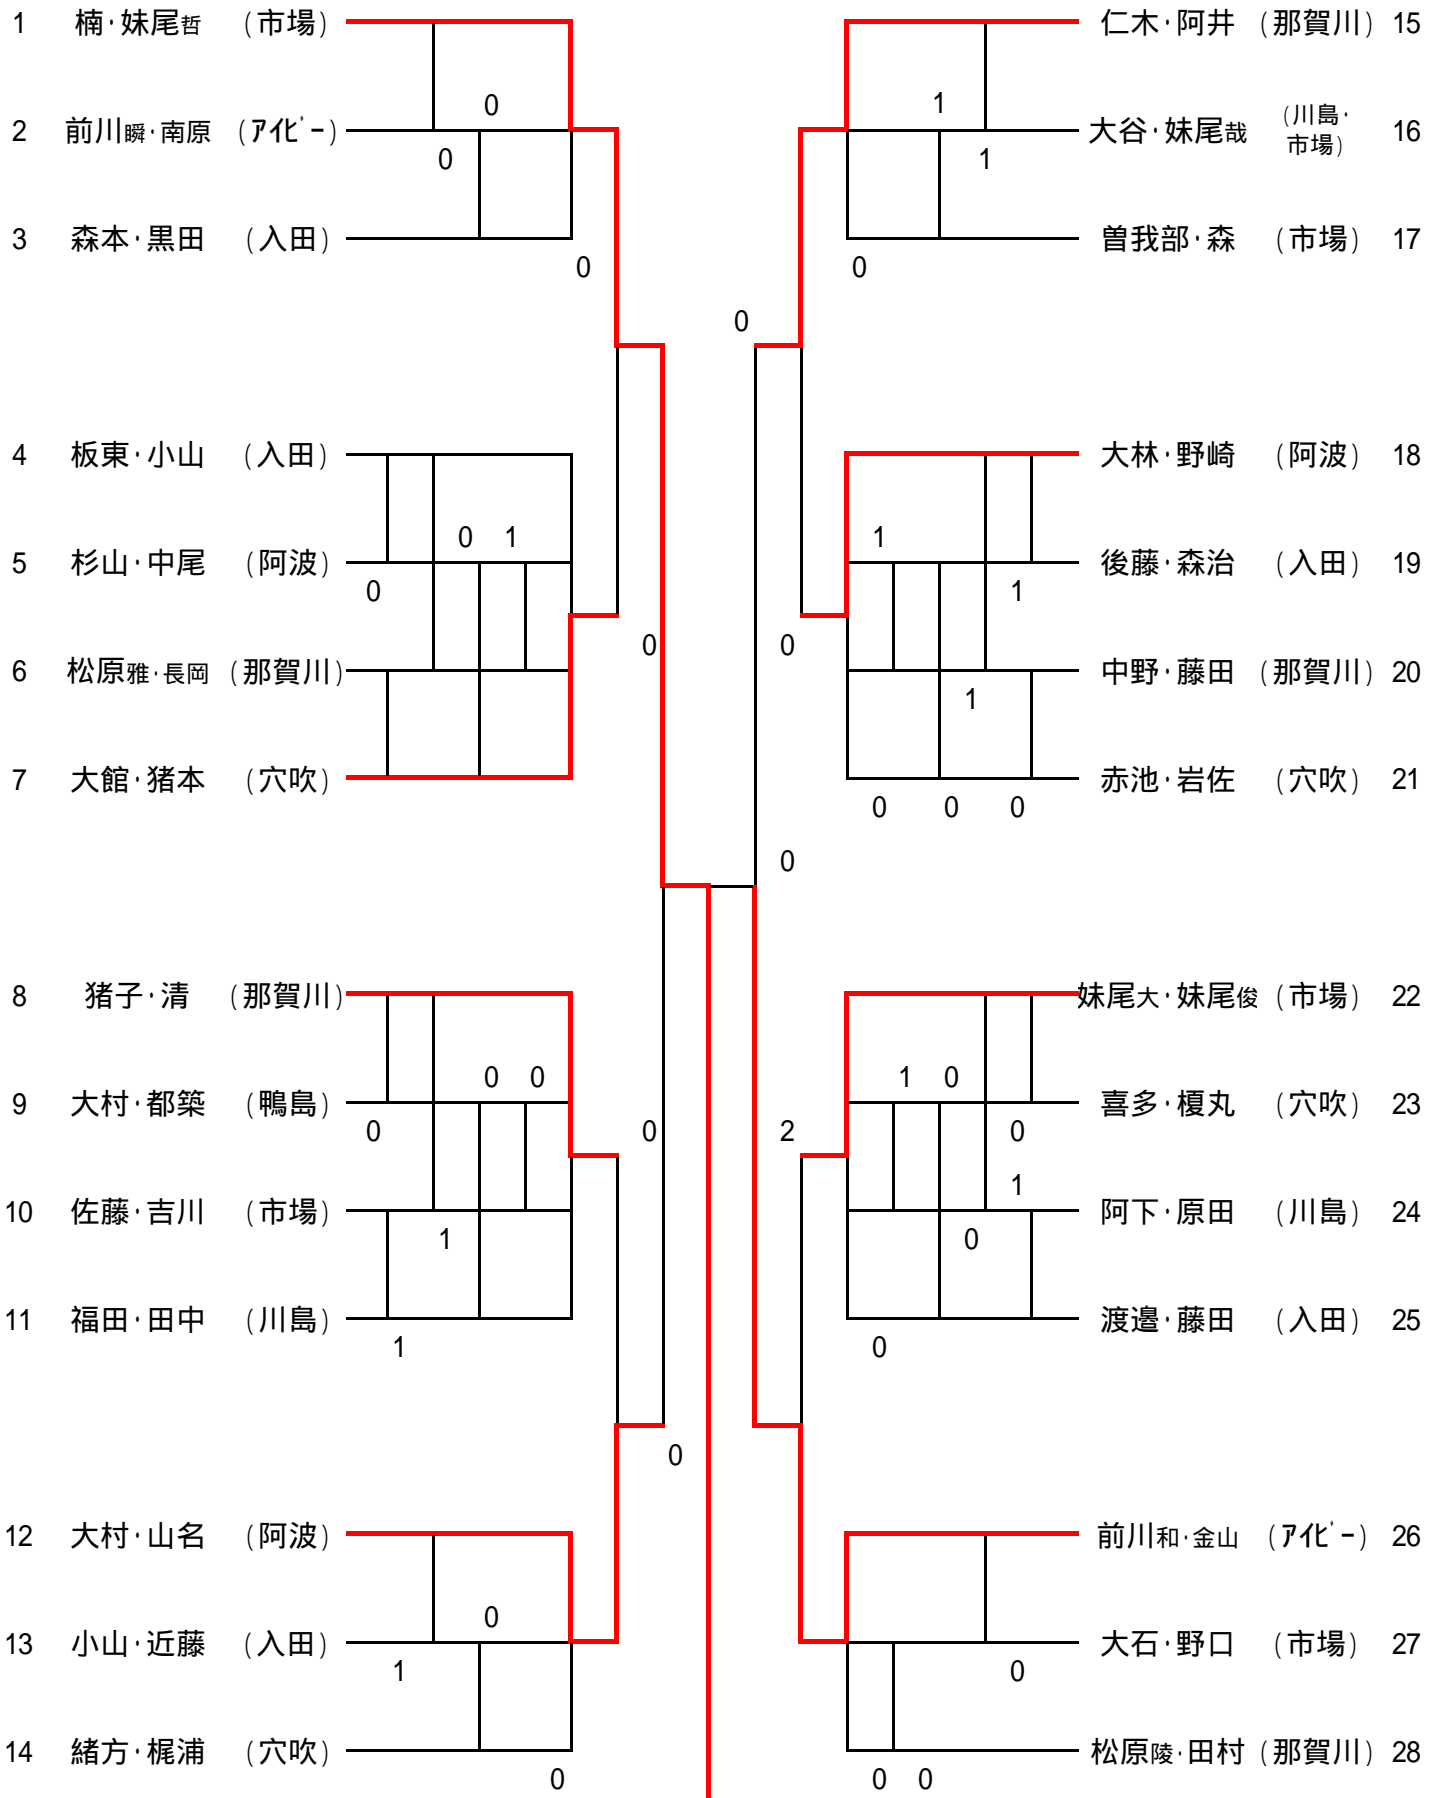 1 楠・妹尾哲 (市場)
0
2 前川瞬・南原 (ｱｲﾋﾞｰ)
0
3 森本・黒田 (入田)
0
4 板東・小山 (入田)
0 1
5 杉山・中尾 (阿波)
0
6 松原雅・長岡 (那賀川)
0
7 大館・猪本 (穴吹)
8 猪子・清 (那賀川)
0 0
9 大村・都築 (鴨島)
0
0
10 佐藤・吉川 (市場)
1
11 福田・田中 (川島)
1
0
12 大村・山名 (阿波)
0
13 小山・近藤 (入田)
1
14 緒方・梶浦 (穴吹)
0
仁木・阿井 (那賀川) 15
1
大谷・妹尾哉 (川島・
市場) 16
1
曽我部・森 (市場) 17
0
0
大林・野崎 (阿波) 18
1
後藤・森治 (入田) 19
1
0
中野・藤田 (那賀川) 20
1
赤池・岩佐 (穴吹) 21
0 0 0
0
妹尾大・妹尾俊 (市場) 22
1 0
喜多・榎丸 (穴吹) 23
2
0
1
阿下・原田 (川島) 24
0
渡邉・藤田 (入田) 25
0
前川和・金山 (ｱｲﾋﾞｰ) 26
大石・野口 (市場) 27
0
松原陵・田村 (那賀川) 28
0 0